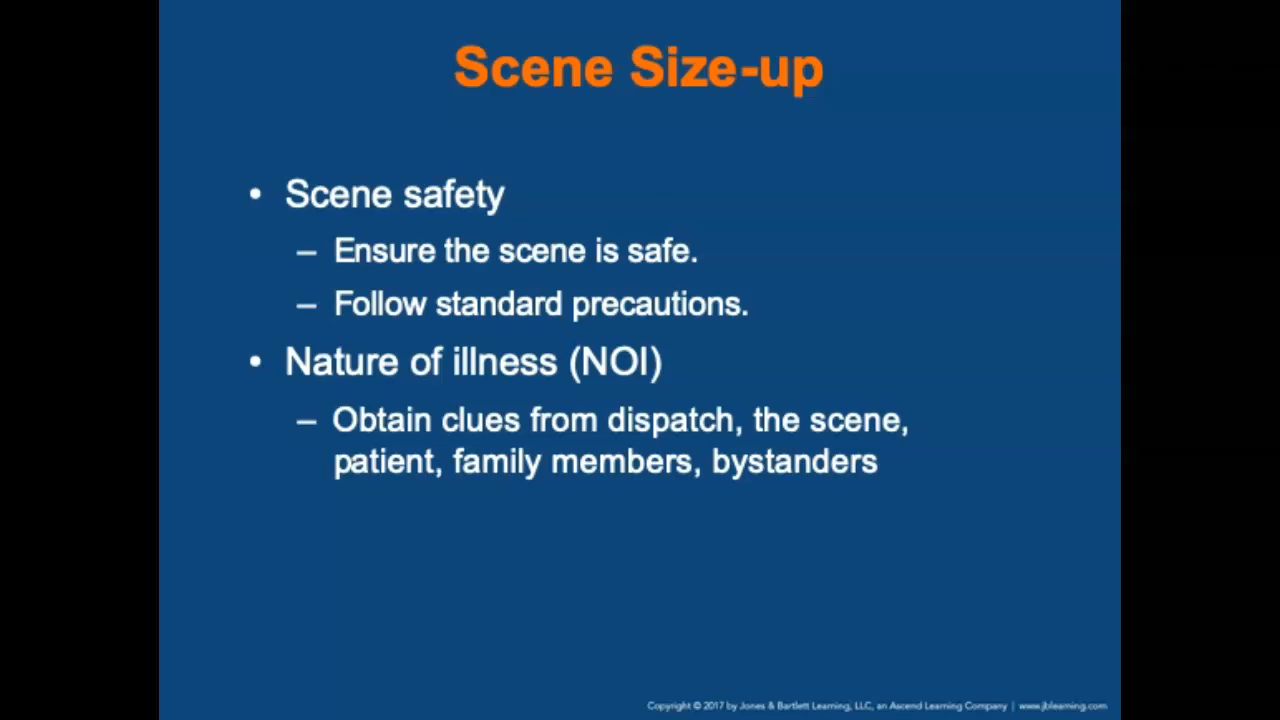 Scene Size-up
• Scene safety
– Ensure the scene is safe.
– Follow standard precautions.
• Nature of illness (NOI)
– Obtain clues from dispatch, the scene,
patient, family members, bystanders
Copyright © 2017 by Jones & Bartlett Learning, LLC, an Ascend Learning Company | www.jblearning.com